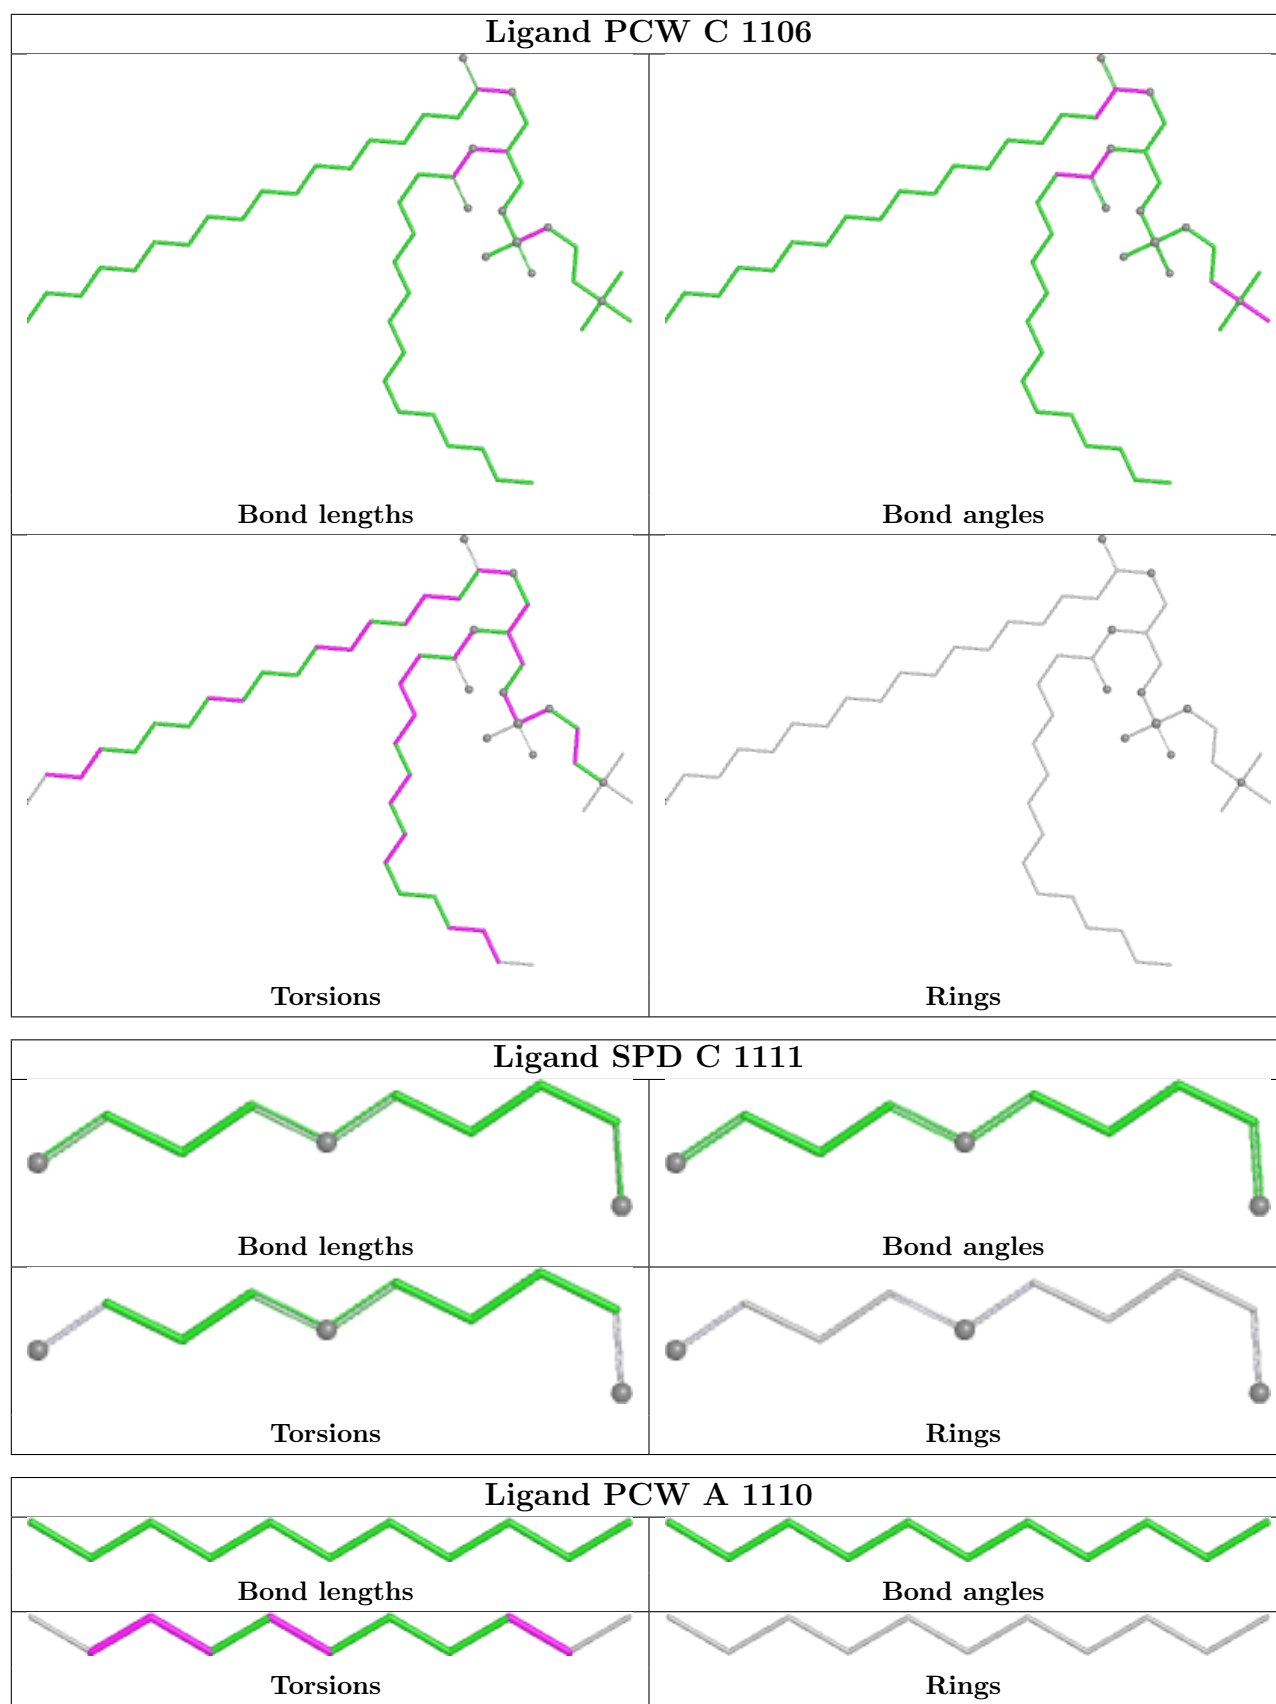 Ligand PCW C 1106
Bond lengths
Bond angles
Torsions
Rings
Ligand SPD C 1111
Bond lengths
Bond angles
Torsions
Rings
Ligand PCW A 1110
Bond lengths
Bond angles
Torsions
Rings